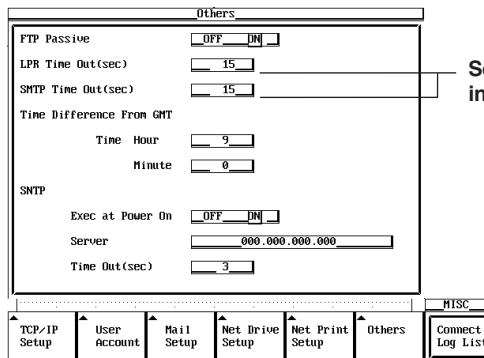 Others
FTP Passive OFF ON
LPR Time Out(sec) 15
SMTP Time Out(sec) 15
Time Difference From GMT
Time Hour 9
Minute 0
SNTP
Exec at Power On OFF ON
Server 000.000.000.000
Time Out(sec) 3
MISC
TCP/IP Setup
User Account
Mail Setup
Net Drive Setup
Net Print Setup
Others
Connect Log List